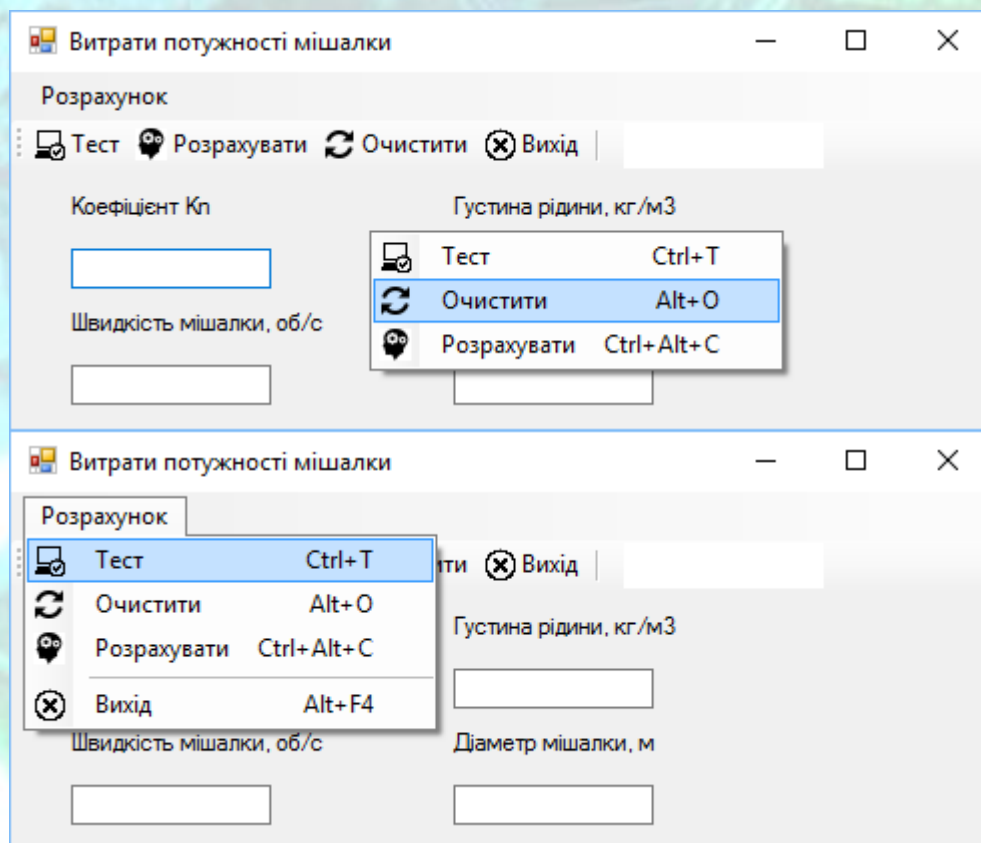 Витрати потужності мішалки
Розрахунок
Тест Розрахувати Очистити Вихід
Коефіцієнт Kn Густина рідини, кг/м3
Тест Ctrl+T
Очистити Alt+O
Швидкість мішалки, об/с
Розрахувати Ctrl+Alt+C
Витрати потужності мішалки
Розрахунок
Тест Ctrl+T
ити Вихід
Очистити Alt+O
Густина рідини, кг/м3
Розрахувати Ctrl+Alt+C
Вихід Alt+F4
Швидкість мішалки, об/с Діаметр мішалки, м